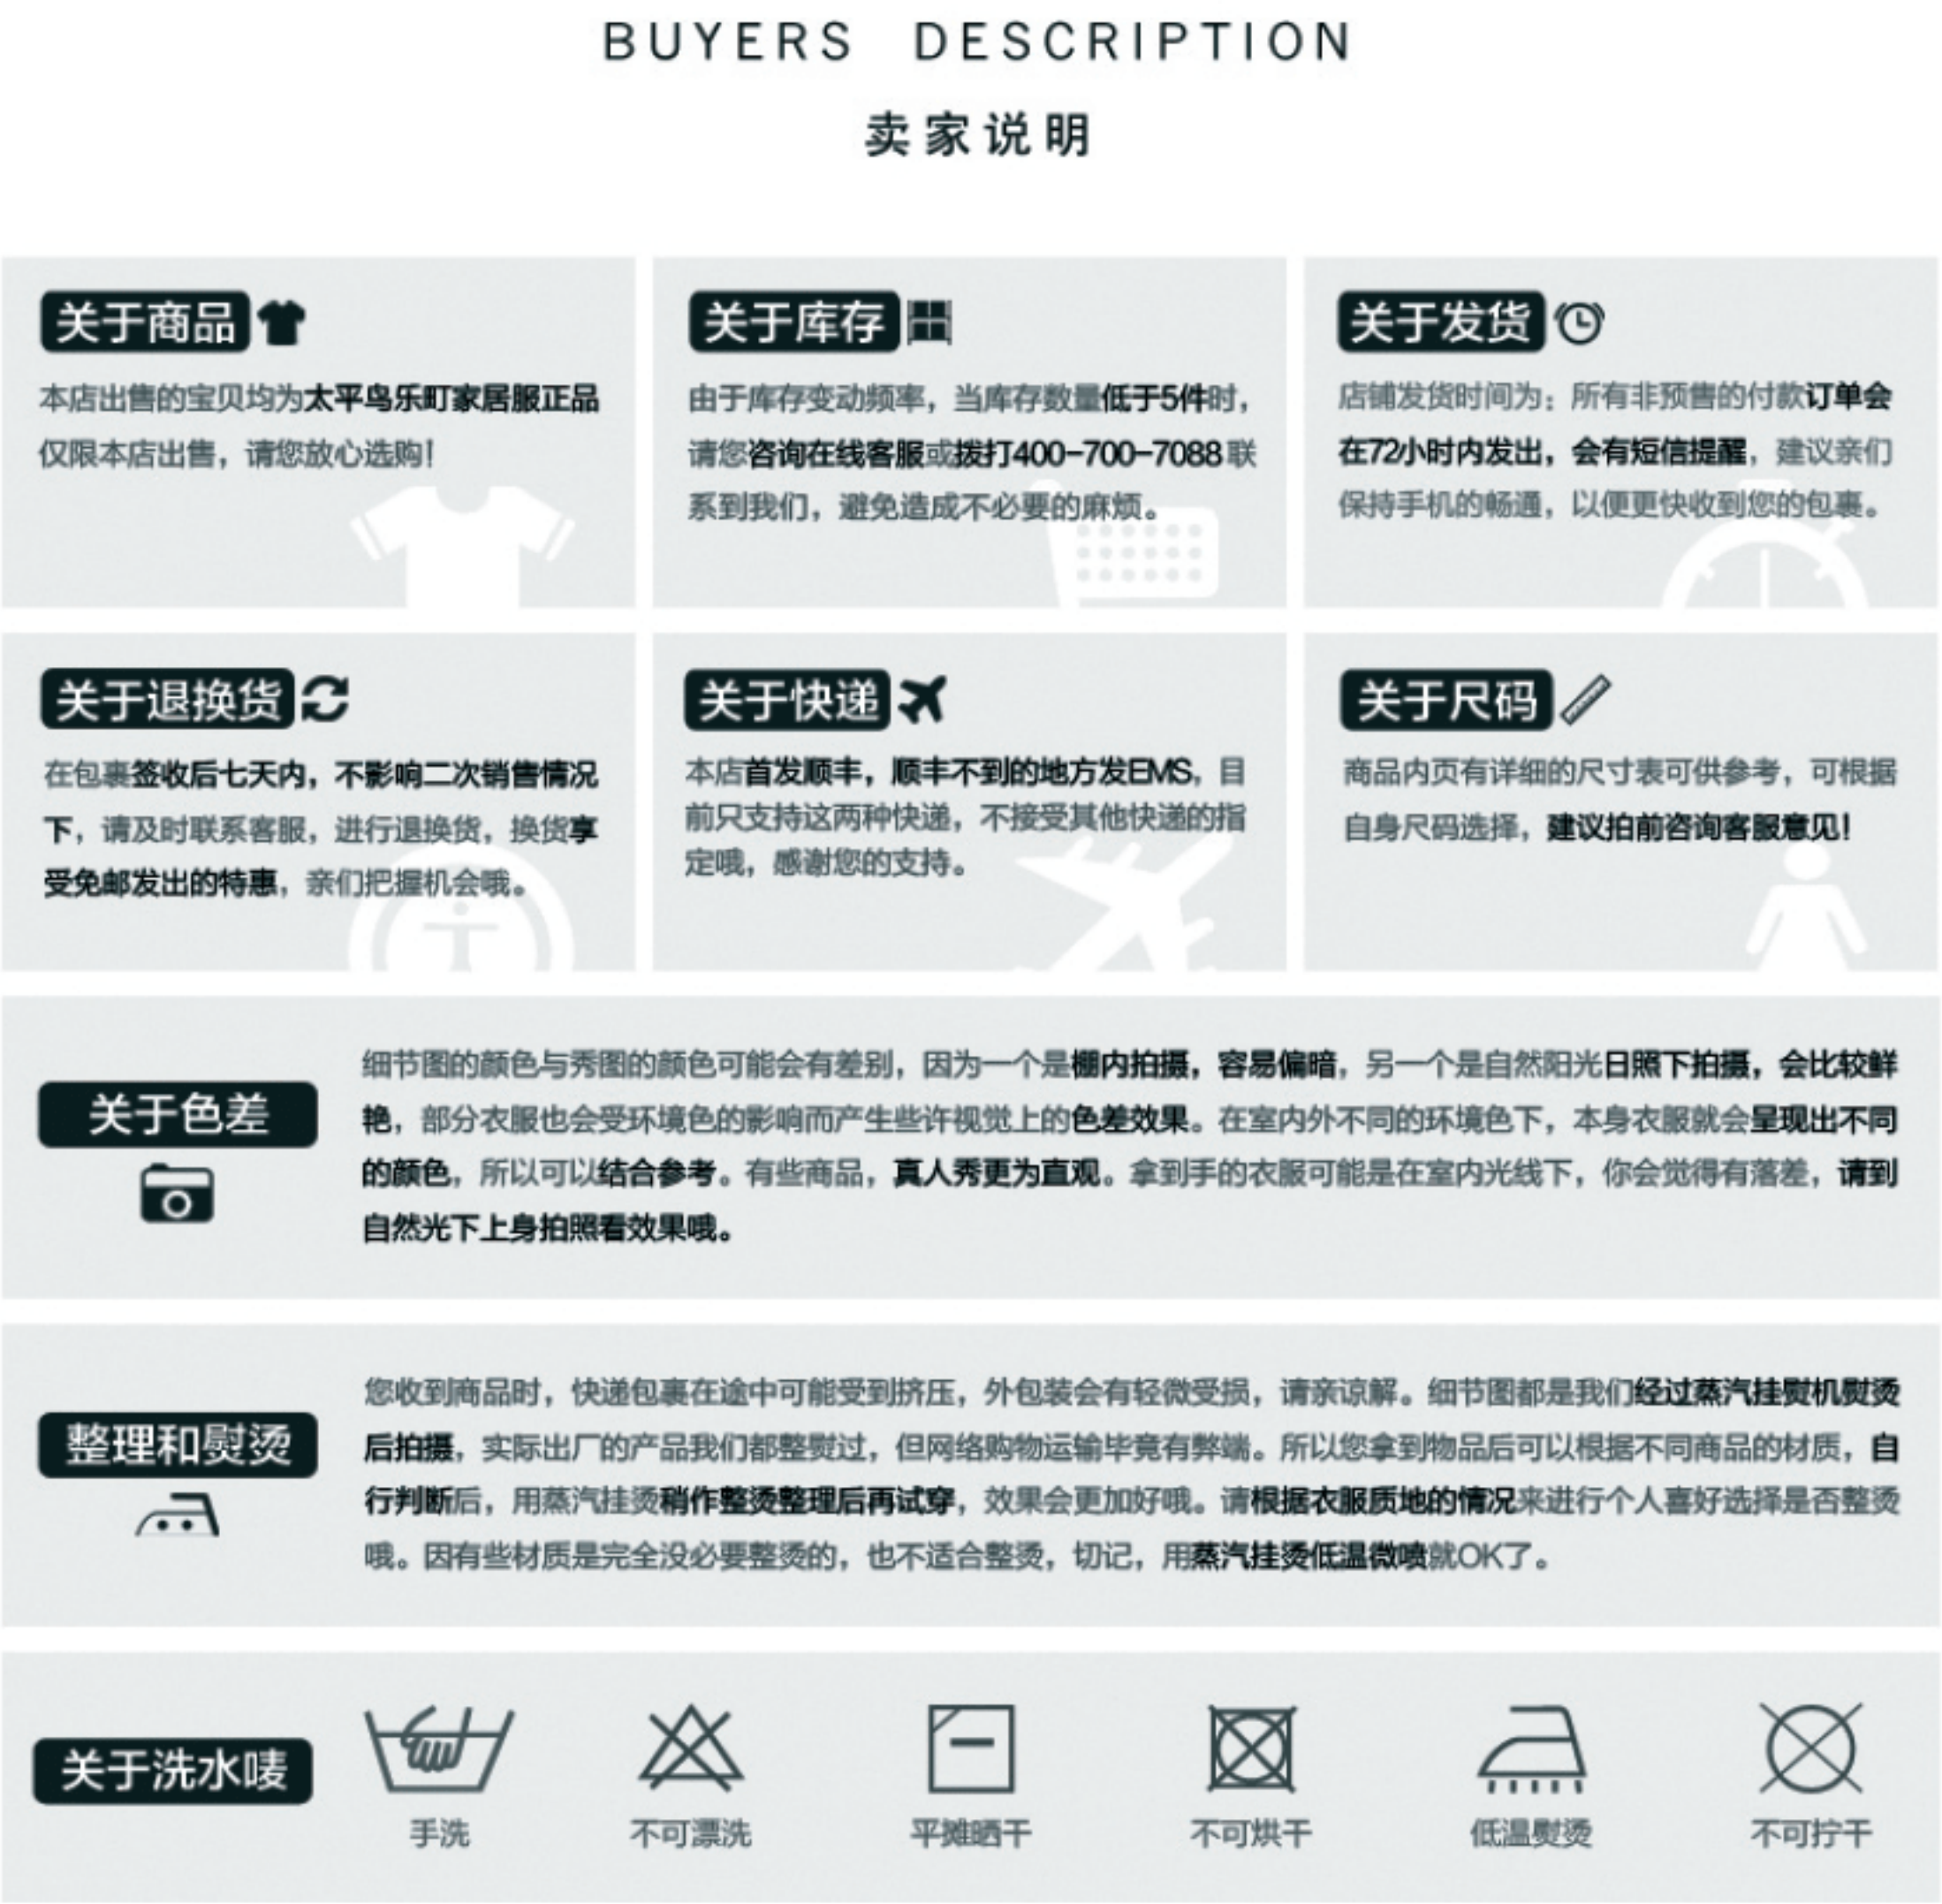 BUYERS DESCRIPTION
卖家说明
关于商品
本店出售的宝贝均为太平鸟乐町家居服正品
仅限本店出售，请您放心选购！
关于库存
由于库存变动频率，当库存数量低于5件时，
请您咨询在线客服或拨打400-700-7088联
系到我们，避免造成不必要的麻烦。
关于发货
店铺发货时间为：所有非预售的付款订单会
在72小时内发出，会有短信提醒，建议亲们
保持手机的畅通，以便更快收到您的包裹。
关于退换货
在包裹签收后七天内，不影响二次销售情况
下，请及时联系客服，进行退换货，换货享
受免邮发出的特惠，亲们把握机会哦。
关于快递
本店首发顺丰，顺丰不到的地方发EMS，目
前只支持这两种快递，不接受其他快递的指
定哦，感谢您的支持。
关于尺码
商品内页有详细的尺寸表可供参考，可根据
自身尺码选择，建议拍前咨询客服意见！
关于色差
细节图的颜色与秀图的颜色可能会有差别，因为一个是棚内拍摄，容易偏暗，另一个是自然阳光日照下拍摄，会比较鲜
艳，部分衣服也会受环境色的影响而产生些许视觉上的色差效果。在室内外不同的环境色下，本身衣服就会呈现出不同
的颜色，所以可以结合参考。有些商品，真人秀更为直观。拿到手的衣服可能是在室内光线下，你会觉得有落差，请到
自然光下上身拍照看效果哦。
整理和熨烫
您收到商品时，快递包裹在途中可能受到挤压，外包装会有轻微受损，请亲谅解。细节图都是我们经过蒸汽挂熨机熨烫
后拍摄，实际出厂的产品我们都整熨过，但网络购物运输毕竟有弊端。所以您拿到物品后可以根据不同商品的材质，自
行判断后，用蒸汽挂烫稍作整烫整理后再试穿，效果会更加好哦。请根据衣服质地的情况来进行个人喜好选择是否整烫
哦。因有些材质是完全没必要整烫的，也不适合整烫，切记，用蒸汽挂烫低温微喷就OK了。
关于洗水唛
手洗
不可漂洗
平摊晒干
不可烘干
低温熨烫
不可拧干